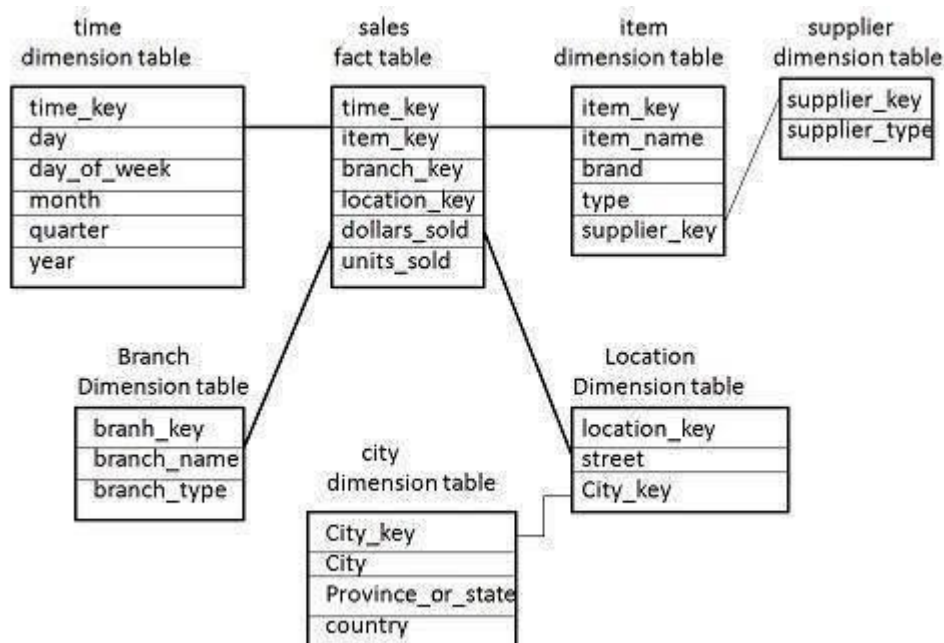 time
dimension table
time_key
day
day_of_week
month
quarter
year
sales
fact table
time_key
item_key
branch_key
location_key
dollars_sold
units_sold
item
dimension table
item_key
item_name
brand
type
supplier_key
supplier
dimension table
supplier_key
supplier_type
Branch
Dimension table
branh_key
branch_name
branch_type
city
dimension table
City_key
City
Province_or_state
country
Location
Dimension table
location_key
street
City_key